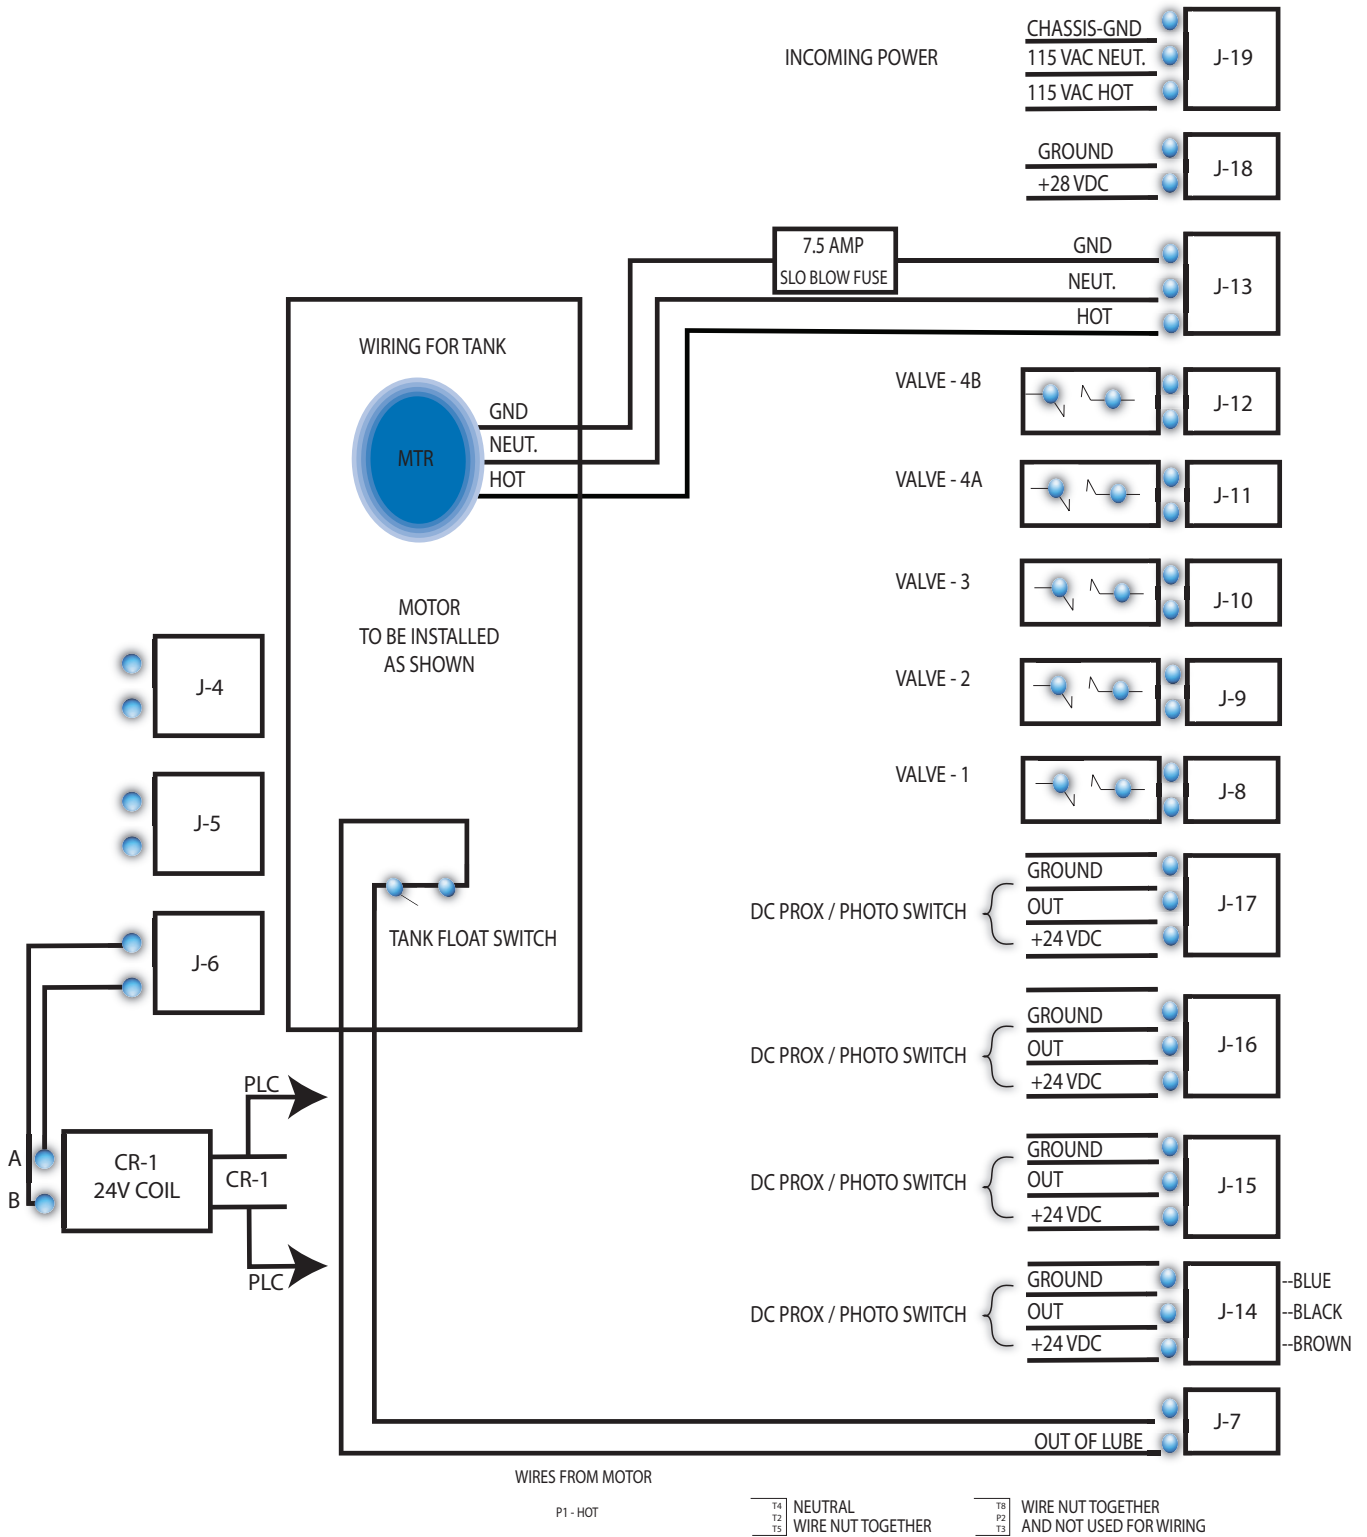 CHASSIS-GND
INCOMING POWER
115 VAC NEUT.
115 VAC HOT
J-19
GROUND
+28 VDC
J-18
7.5 AMP
SLO BLOW FUSE
GND
NEUT.
HOT
J-13
WIRING FOR TANK
MTR
GND
NEUT.
HOT
MOTOR
TO BE INSTALLED
AS SHOWN
VALVE - 4B
J-12
VALVE - 4A
J-11
VALVE - 3
J-10
VALVE - 2
J-9
VALVE - 1
J-8
J-4
J-5
J-6
TANK FLOAT SWITCH
DC PROX / PHOTO SWITCH
GROUND
OUT
+24 VDC
J-17
DC PROX / PHOTO SWITCH
GROUND
OUT
+24 VDC
J-16
PLC
A
B
CR-1
24V COIL
CR-1
PLC
DC PROX / PHOTO SWITCH
GROUND
OUT
+24 VDC
J-15
DC PROX / PHOTO SWITCH
GROUND
OUT
+24 VDC
J-14
--BLUE
--BLACK
--BROWN
J-7
OUT OF LUBE
WIRES FROM MOTOR
P1 - HOT
T4
T2
T5
NEUTRAL
WIRE NUT TOGETHER
T8
P2
T3
WIRE NUT TOGETHER
AND NOT USED FOR WIRING